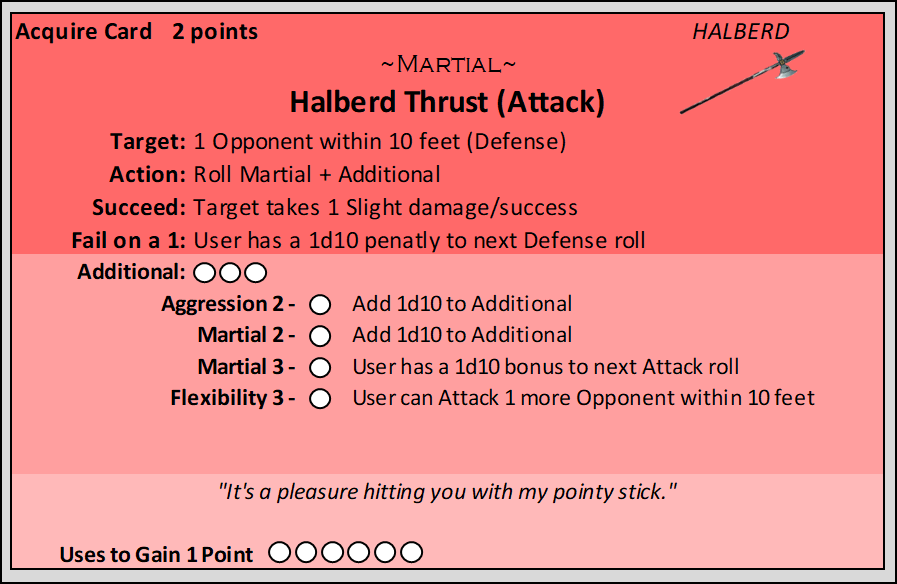 Acquire Card 2 points
HALBERD
~Martial~
Halberd Thrust (Attack)
Target: 1 Opponent within 10 feet (Defense)
Action: Roll Martial + Additional
Succeed: Target takes 1 Slight damage/success
Fail on a 1: User has a 1d10 penatly to next Defense roll
Additional:
Aggression 2 - Add 1d10 to Additional
Martial 2 - Add 1d10 to Additional
Martial 3 - User has a 1d10 bonus to next Attack roll
Flexibility 3 - User can Attack 1 more Opponent within 10 feet
"It's a pleasure hitting you with my pointy stick."
Uses to Gain 1 Point